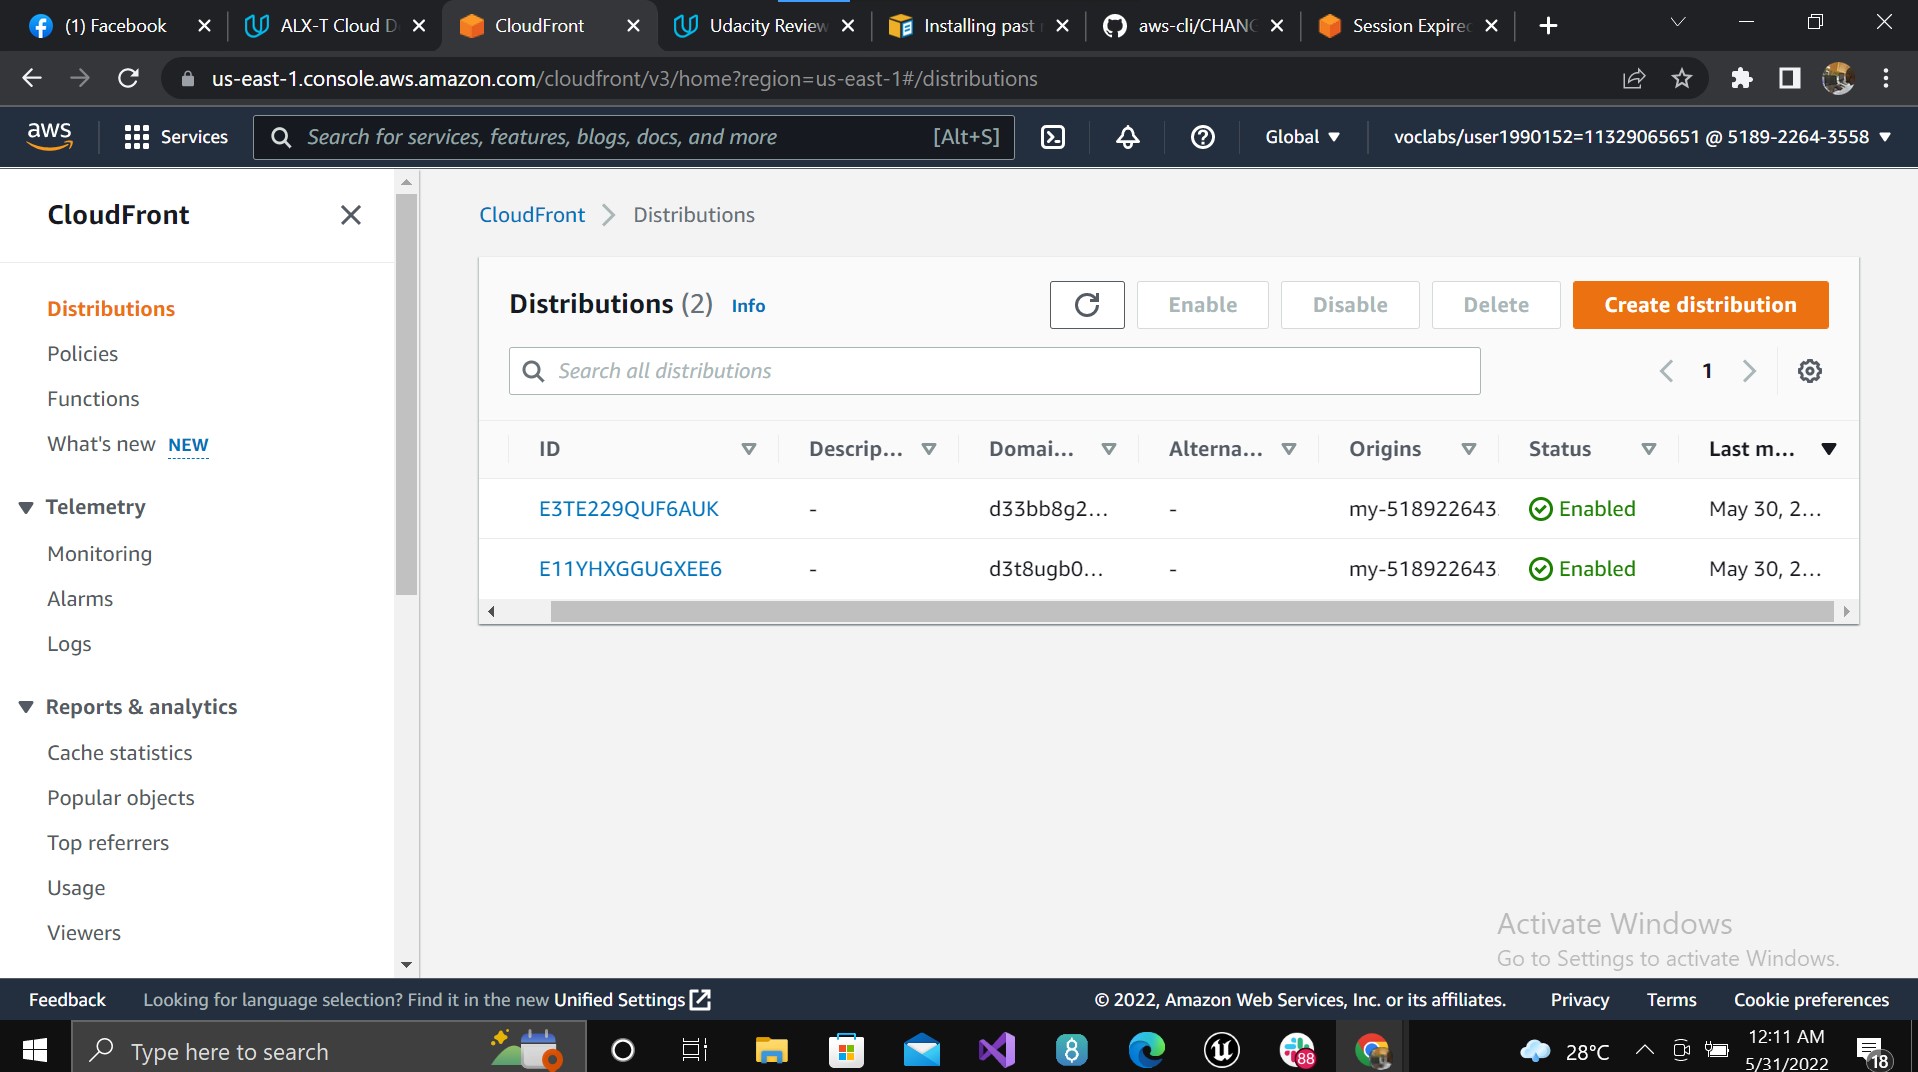 (1) Facebook
ALX-T Cloud D
CloudFront
Udacity Review
Installing past
aws-cli/CHANG
Session Expire
us-east-1.console.aws.amazon.com/cloudfront/v3/home?region=us-east-1#/distributions
aws
Services
Search for services, features, blogs, docs, and more
[Alt+S]
Global
voclabs/user1990152=11329065651 @ 5189-2264-3558
CloudFront
Distributions
Policies
Functions
What's new NEW
Telemetry
Monitoring
Alarms
Logs
Reports & analytics
Cache statistics
Popular objects
Top referrers
Usage
Viewers
CloudFront
Distributions
Distributions (2) Info
Enable
Disable
Delete
Create distribution
Search all distributions
1
ID Descrip... Domai... Alterna... Origins Status Last m...
E3TE229QUF6AUK - d33bb8g2... - my-518922643 Enabled May 30, 2...
E11YHXGGUGXEE6 - d3t8ugb0... - my-518922643 Enabled May 30, 2...
Activate Windows
Go to Settings to activate Windows.
Feedback
Looking for language selection? Find it in the new Unified Settings
© 2022, Amazon Web Services, Inc. or its affiliates.
Privacy
Terms
Cookie preferences
Type here to search
88
28°C
12:11 AM
5/31/2022
18